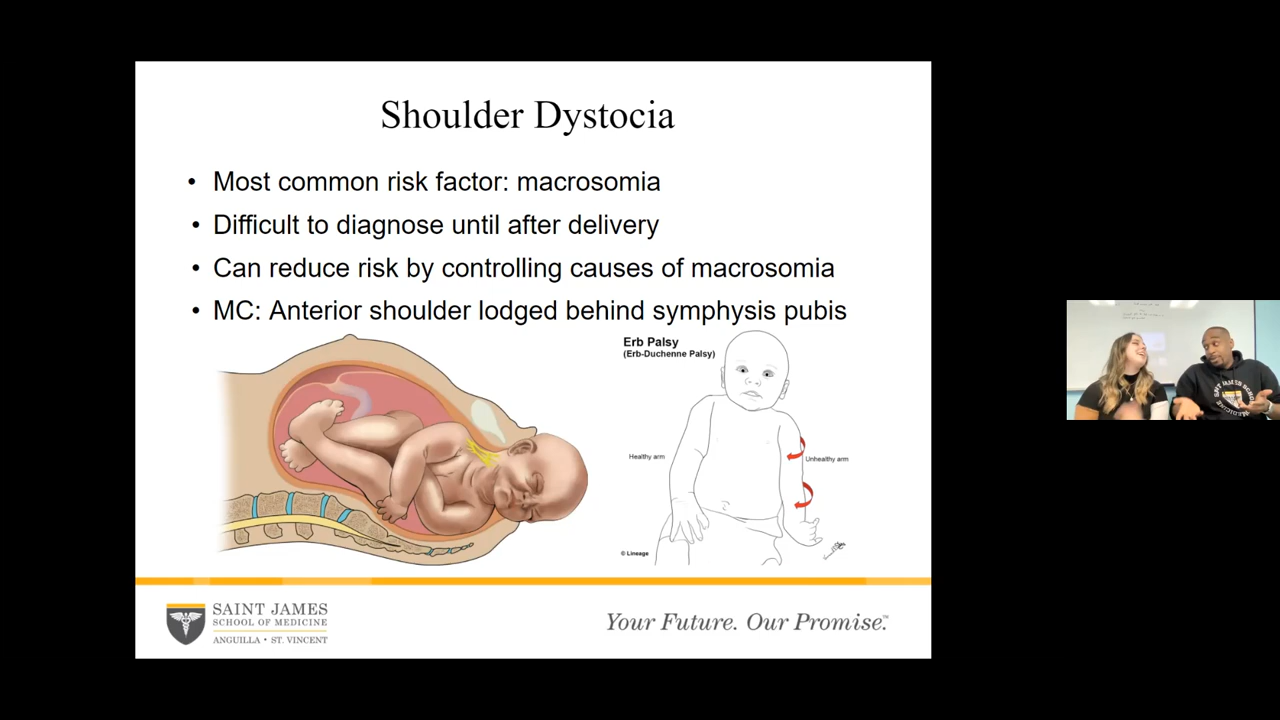 Shoulder Dystocia
• Most common risk factor: macrosomia
• Difficult to diagnose until after delivery
• Can reduce risk by controlling causes of macrosomia
• MC: Anterior shoulder lodged behind symphysis pubis
Erb Palsy
(Erb-Duchenne Palsy)
Healthy arm
Unhealthy arm
© Lineage
SAINT JAMES
SCHOOL OF MEDICINE
ANGUILLA • ST. VINCENT
Your Future. Our Promise.™